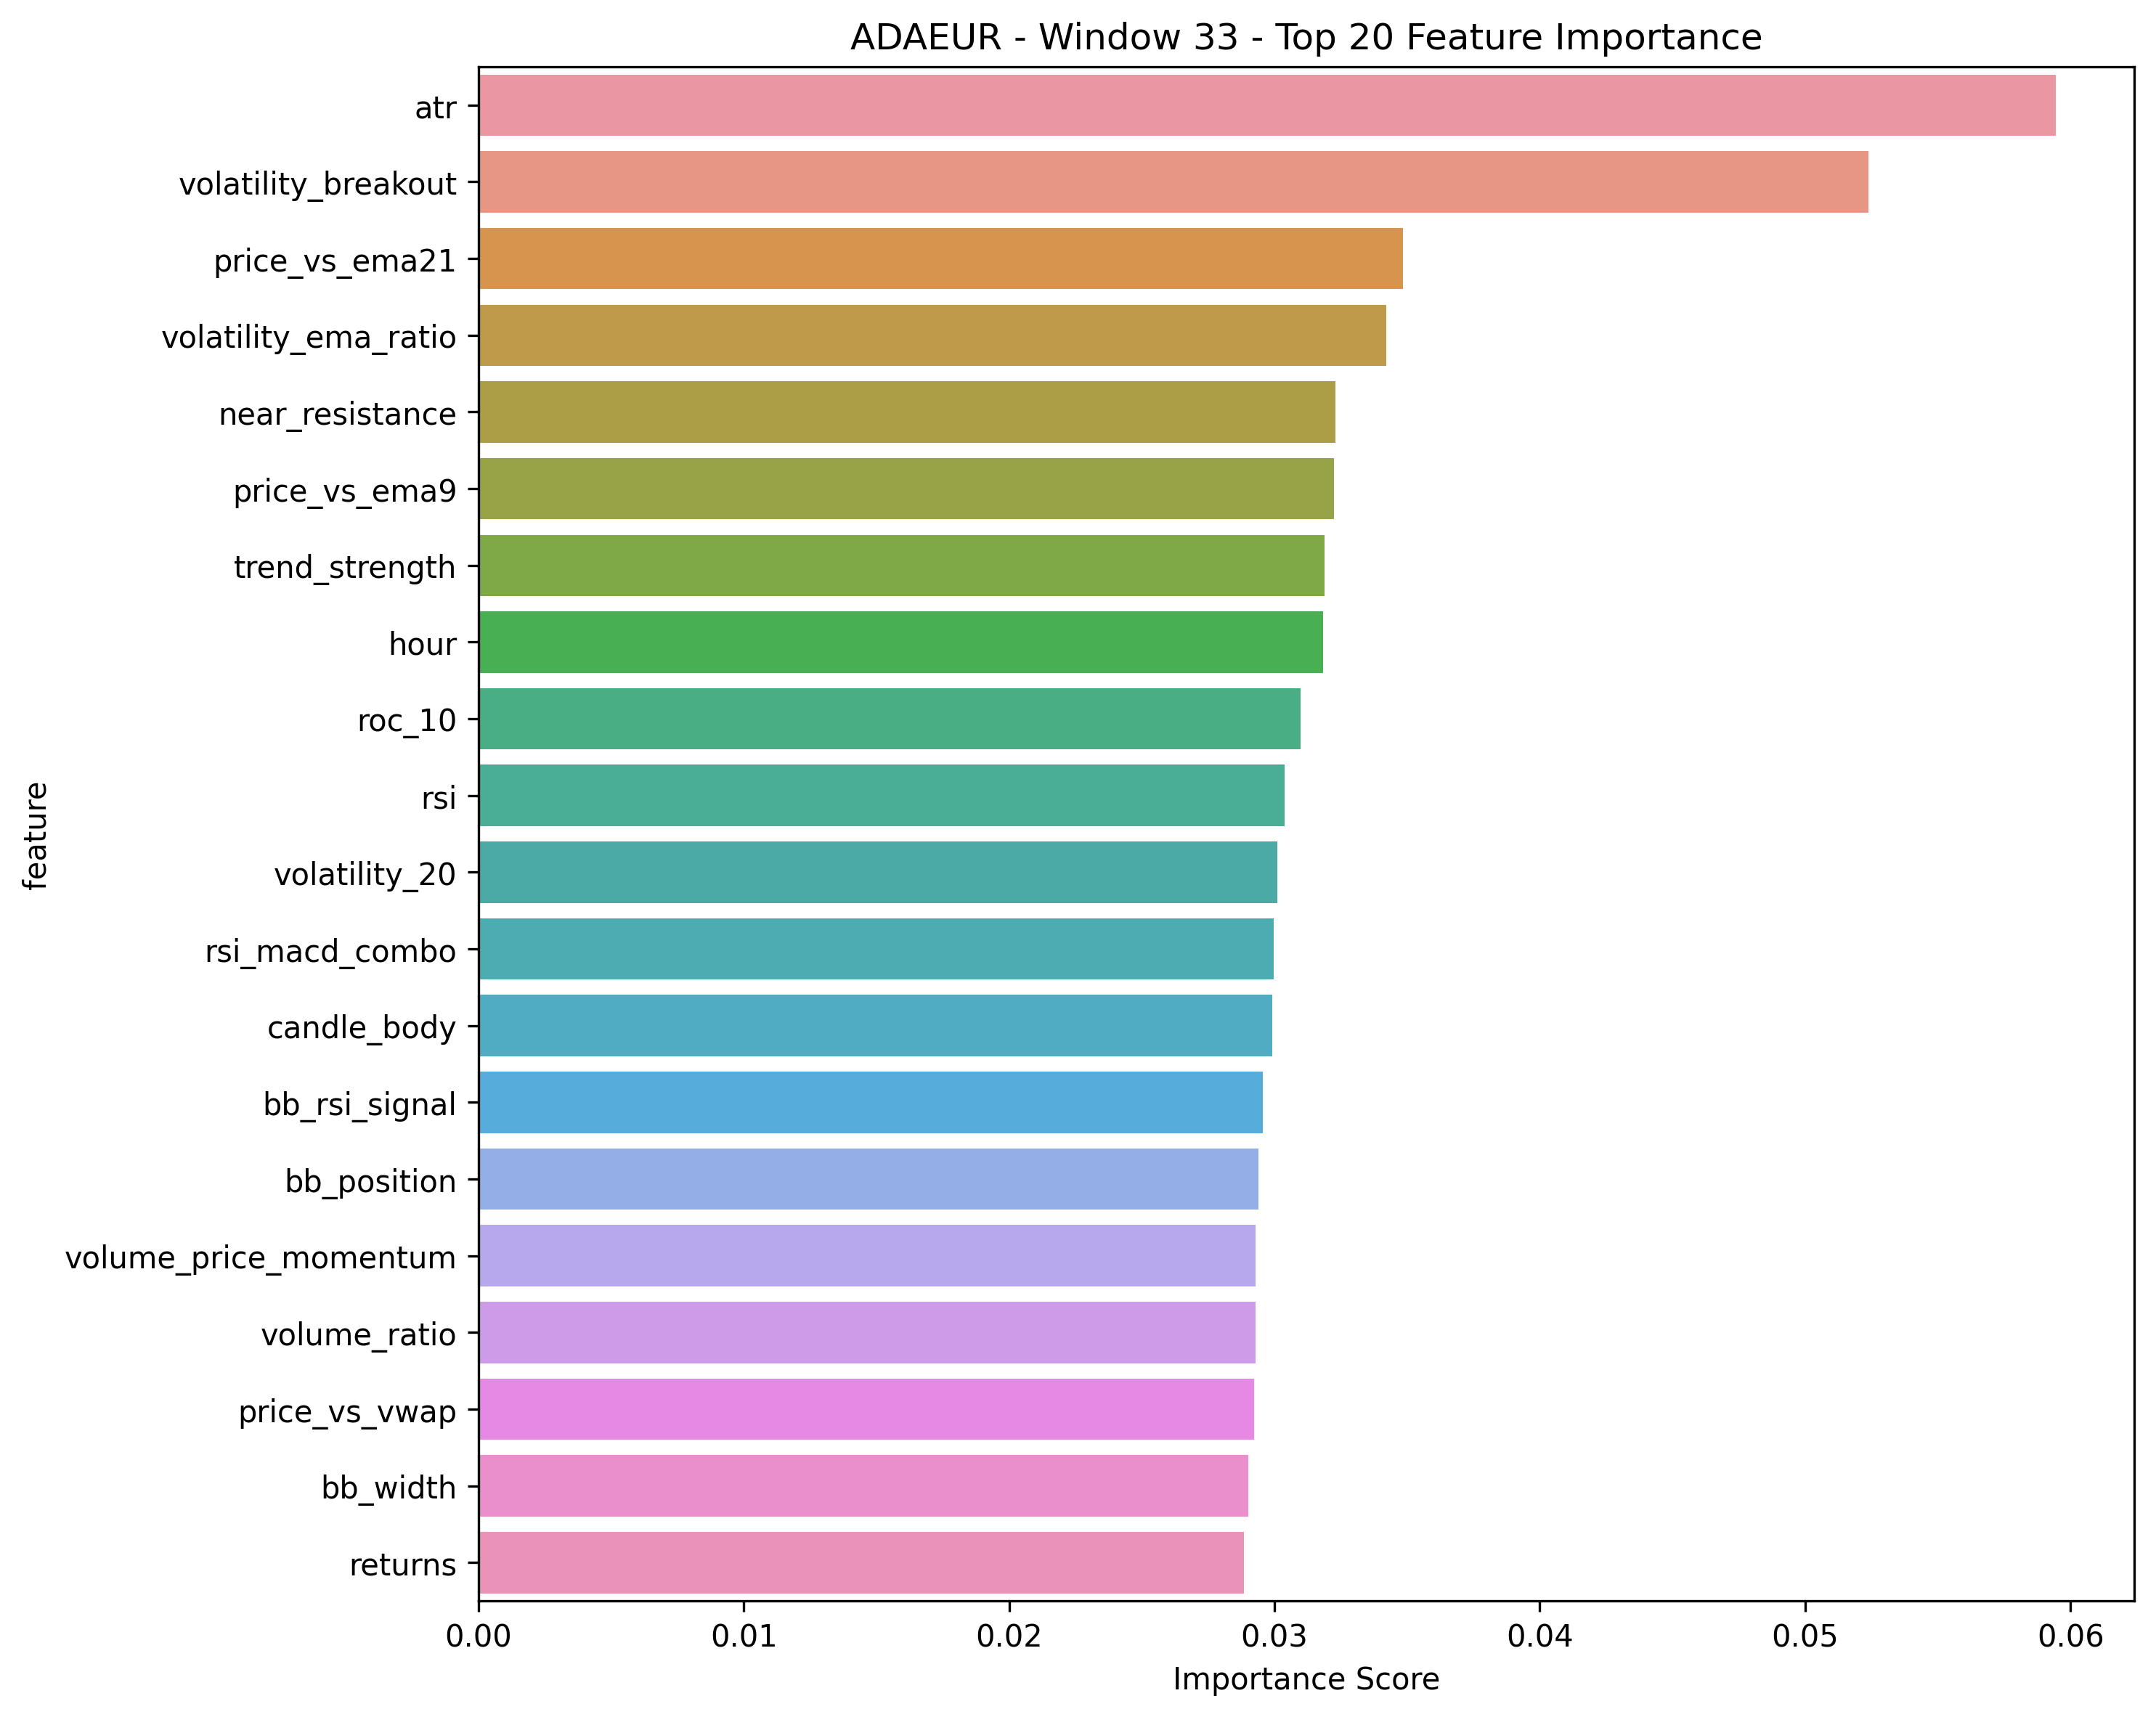 ADAEUR - Window 33 - Top 20 Feature Importance
atr
volatility_breakout
price_vs_ema21
volatility_ema_ratio
near_resistance
price_vs_ema9
trend_strength
hour
roc_10
rsi
volatility_20
rsi_macd_combo
candle_body
bb_rsi_signal
bb_position
volume_price_momentum
volume_ratio
price_vs_vwap
bb_width
returns
feature
0.00 0.01 0.02 0.03 0.04 0.05 0.06
Importance Score